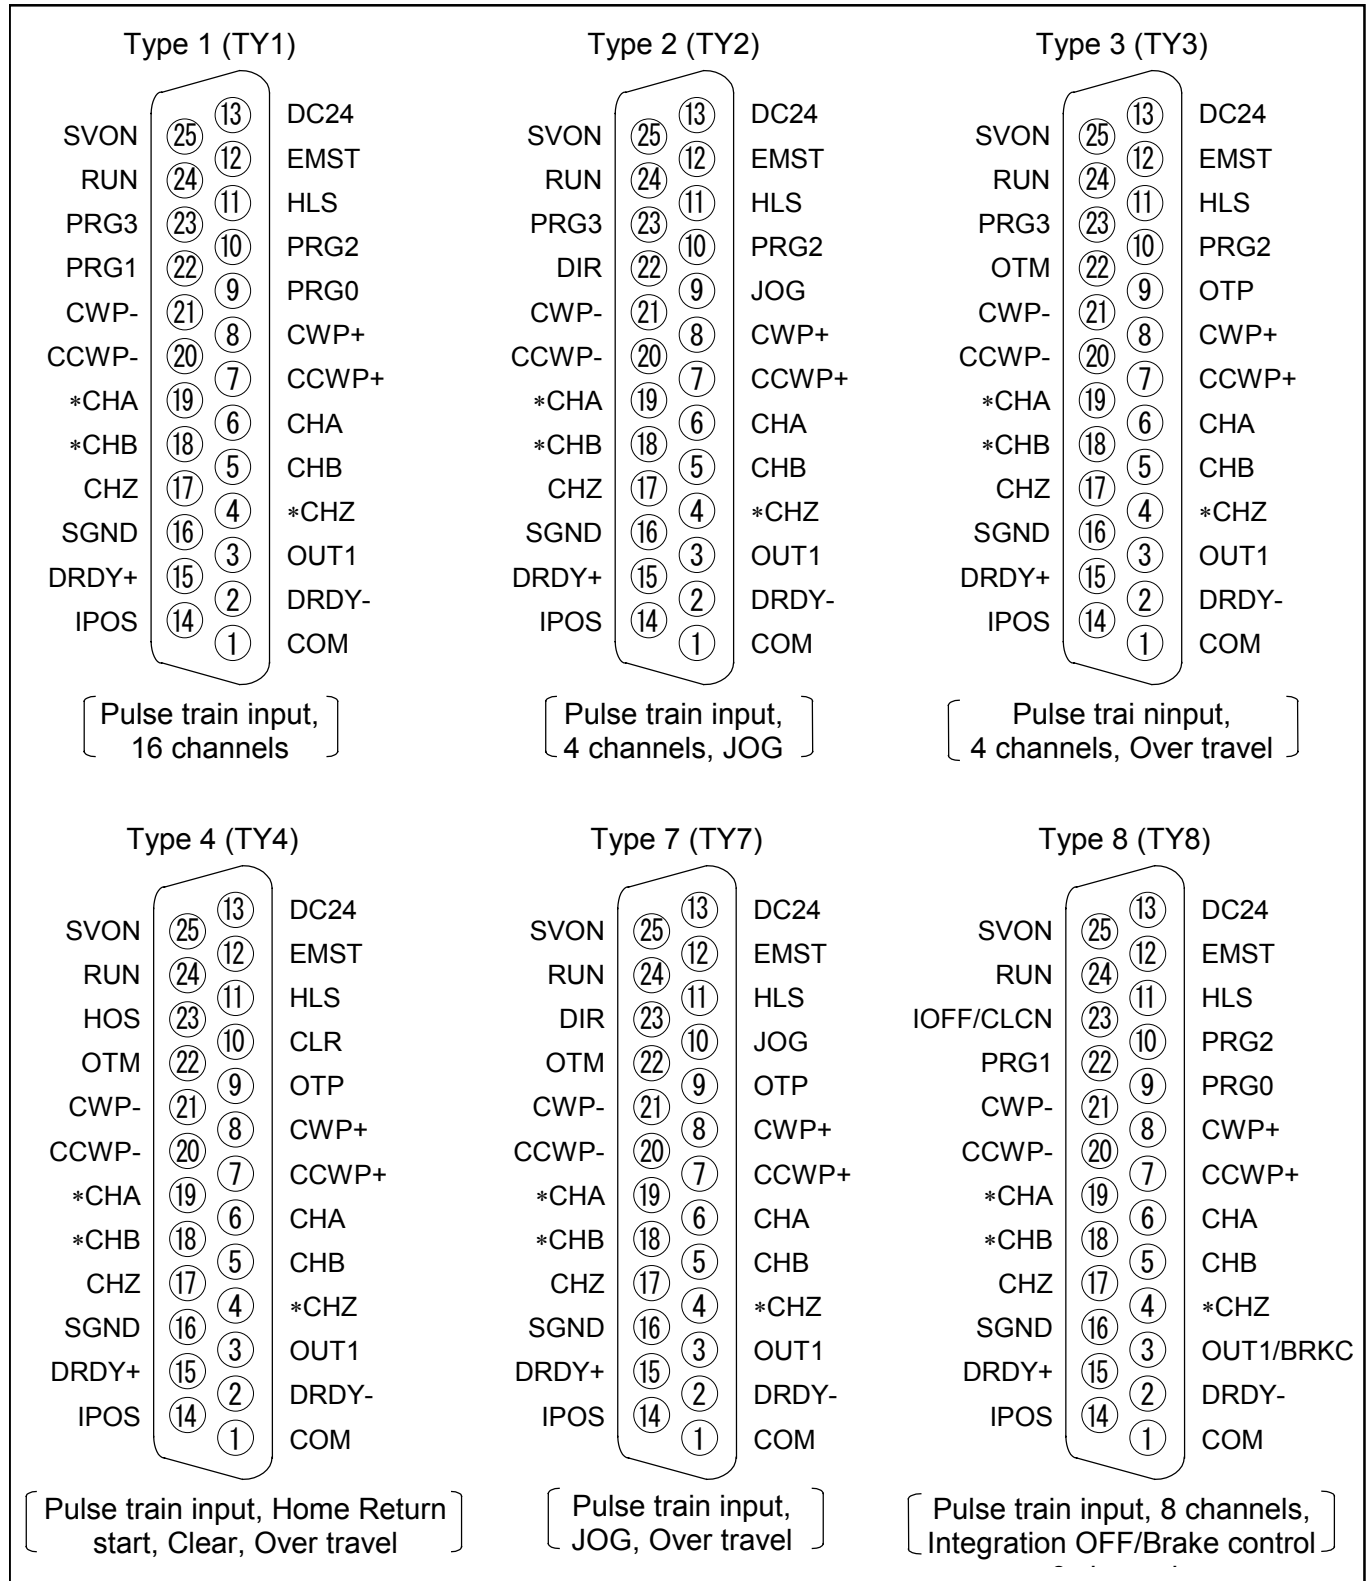 Type 1 (TY1)
13 DC24
SVON 25
12 EMST
RUN 24
11 HLS
PRG3 23
10 PRG2
PRG1 22
9 PRG0
CWP- 21
8 CWP+
CCWP- 20
7 CCWP+
*CHA 19
6 CHA
*CHB 18
5 CHB
CHZ 17
4 *CHZ
SGND 16
3 OUT1
DRDY+ 15
2 DRDY-
IPOS 14
1 COM
Pulse train input,
16 channels
Type 2 (TY2)
13 DC24
SVON 25
12 EMST
RUN 24
11 HLS
PRG3 23
10 PRG2
DIR 22
9 JOG
CWP- 21
8 CWP+
CCWP- 20
7 CCWP+
*CHA 19
6 CHA
*CHB 18
5 CHB
CHZ 17
4 *CHZ
SGND 16
3 OUT1
DRDY+ 15
2 DRDY-
IPOS 14
1 COM
Pulse train input,
4 channels, JOG
Type 3 (TY3)
13 DC24
SVON 25
12 EMST
RUN 24
11 HLS
PRG3 23
10 PRG2
OTM 22
9 OTP
CWP- 21
8 CWP+
CCWP- 20
7 CCWP+
*CHA 19
6 CHA
*CHB 18
5 CHB
CHZ 17
4 *CHZ
SGND 16
3 OUT1
DRDY+ 15
2 DRDY-
IPOS 14
1 COM
Pulse trai ninput,
4 channels, Over travel
Type 4 (TY4)
13 DC24
SVON 25
12 EMST
RUN 24
11 HLS
HOS 23
10 CLR
OTM 22
9 OTP
CWP- 21
8 CWP+
CCWP- 20
7 CCWP+
*CHA 19
6 CHA
*CHB 18
5 CHB
CHZ 17
4 *CHZ
SGND 16
3 OUT1
DRDY+ 15
2 DRDY-
IPOS 14
1 COM
Pulse train input, Home Return
start, Clear, Over travel
Type 7 (TY7)
13 DC24
SVON 25
12 EMST
RUN 24
11 HLS
DIR 23
10 JOG
OTM 22
9 OTP
CWP- 21
8 CWP+
CCWP- 20
7 CCWP+
*CHA 19
6 CHA
*CHB 18
5 CHB
CHZ 17
4 *CHZ
SGND 16
3 OUT1
DRDY+ 15
2 DRDY-
IPOS 14
1 COM
Pulse train input,
JOG, Over travel
Type 8 (TY8)
13 DC24
SVON 25
12 EMST
RUN 24
11 HLS
IOFF/CLCN 23
10 PRG2
PRG1 22
9 PRG0
CWP- 21
8 CWP+
CCWP- 20
7 CCWP+
*CHA 19
6 CHA
*CHB 18
5 CHB
CHZ 17
4 *CHZ
SGND 16
3 OUT1/BRKC
DRDY+ 15
2 DRDY-
IPOS 14
1 COM
Pulse train input, 8 channels,
Integration OFF/Brake control